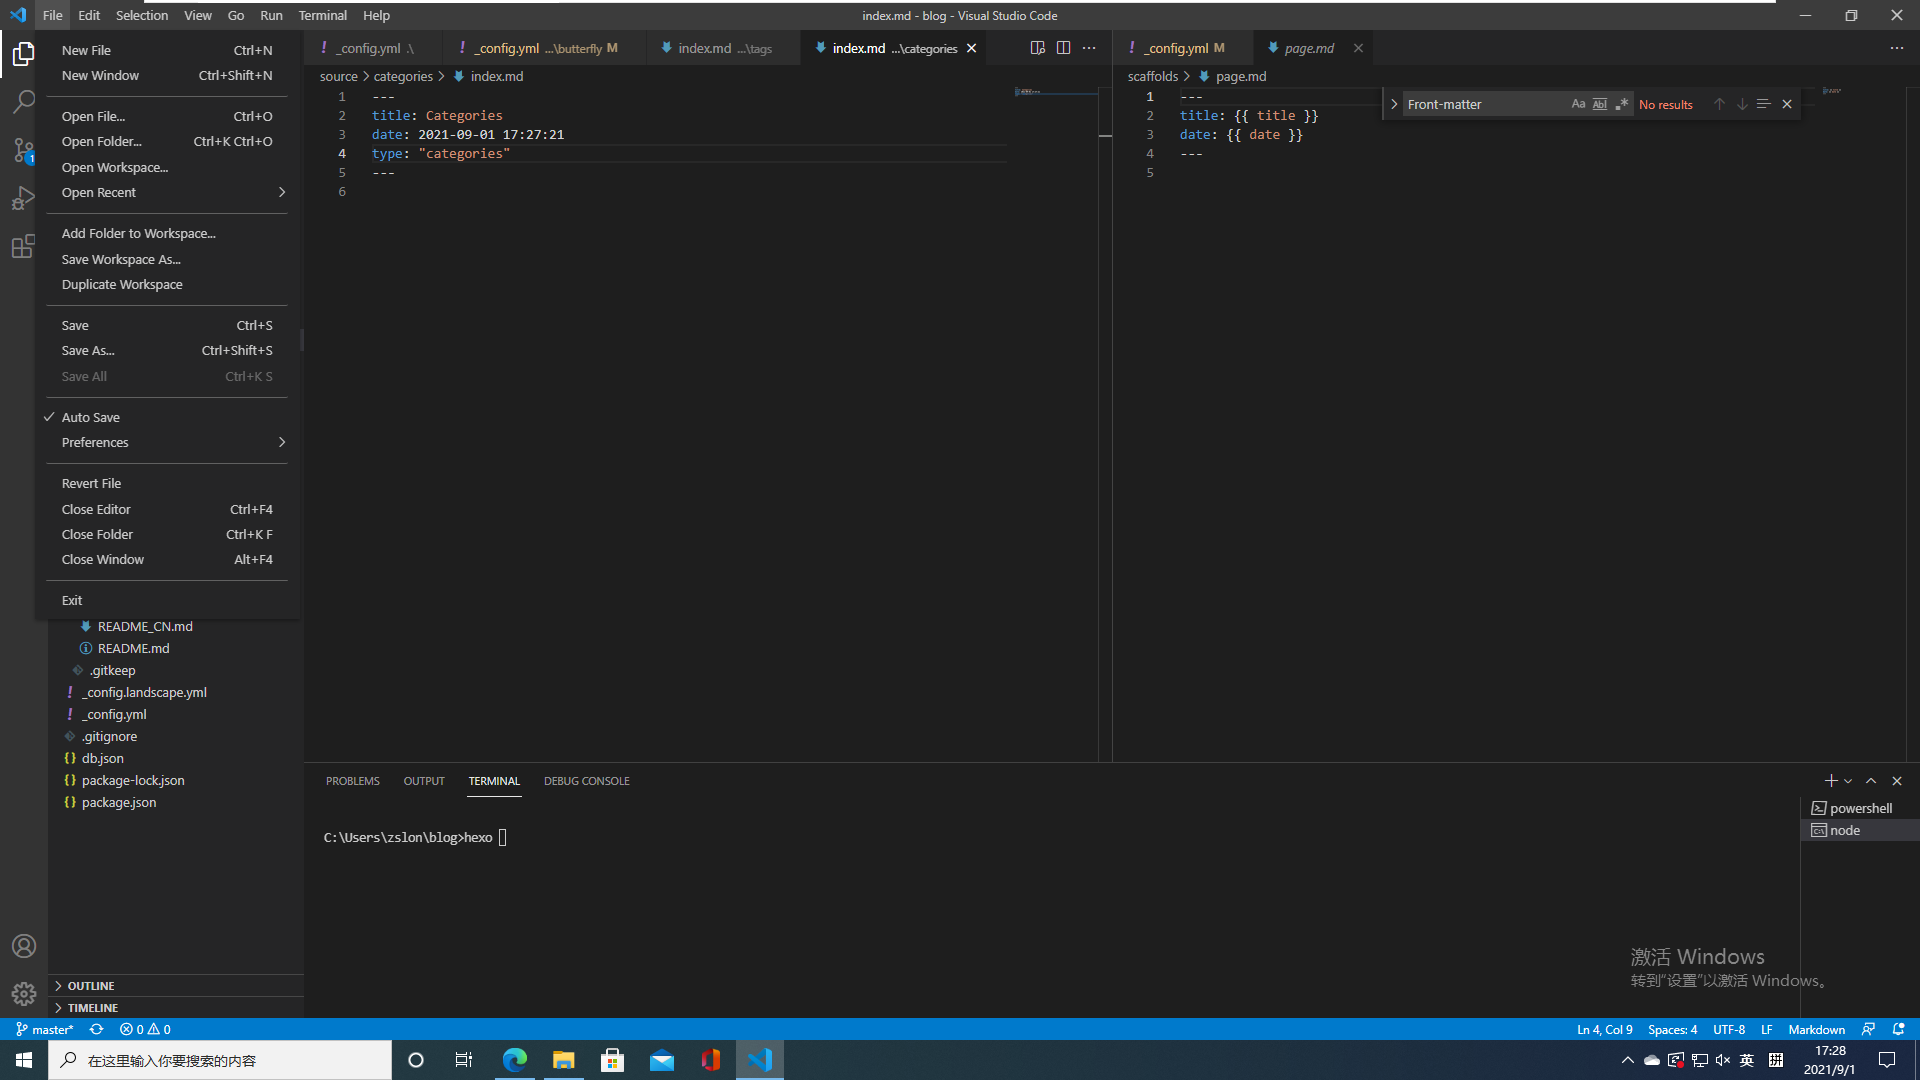 File Edit Selection View Go Run Terminal Help
index.md - blog - Visual Studio Code
New File Ctrl+N
New Window Ctrl+Shift+N
Open File... Ctrl+O
Open Folder... Ctrl+K Ctrl+O
Open Workspace...
Open Recent
Add Folder to Workspace...
Save Workspace As...
Duplicate Workspace
Save Ctrl+S
Save As... Ctrl+Shift+S
Save All Ctrl+K S
Auto Save
Preferences
Revert File
Close Editor Ctrl+F4
Close Folder Ctrl+K F
Close Window Alt+F4
Exit
README_CN.md
README.md
.gitkeep
_config.landscape.yml
_config.yml
.gitignore
db.json
package-lock.json
package.json
OUTLINE
TIMELINE
_config.yml .\ _config.yml ...\butterfly M index.md ...\tags index.md ...\categories
source > categories > index.md
1 ---
2 title: Categories
3 date: 2021-09-01 17:27:21
4 type: "categories"
5 ---
6
_config.yml M page.md
scaffolds > page.md
1 ---
2 title: {{ title }}
3 date: {{ date }}
4 ---
5
Front-matter Aa Abl .* No results
PROBLEMS OUTPUT TERMINAL DEBUG CONSOLE
C:\Users\zslon\blog>hexo
powershell
node
激活 Windows
转到"设置"以激活 Windows。
master* 0 0
Ln 4, Col 9 Spaces: 4 UTF-8 LF Markdown
在这里输入你要搜索的内容
英 拼
17:28
2021/9/1